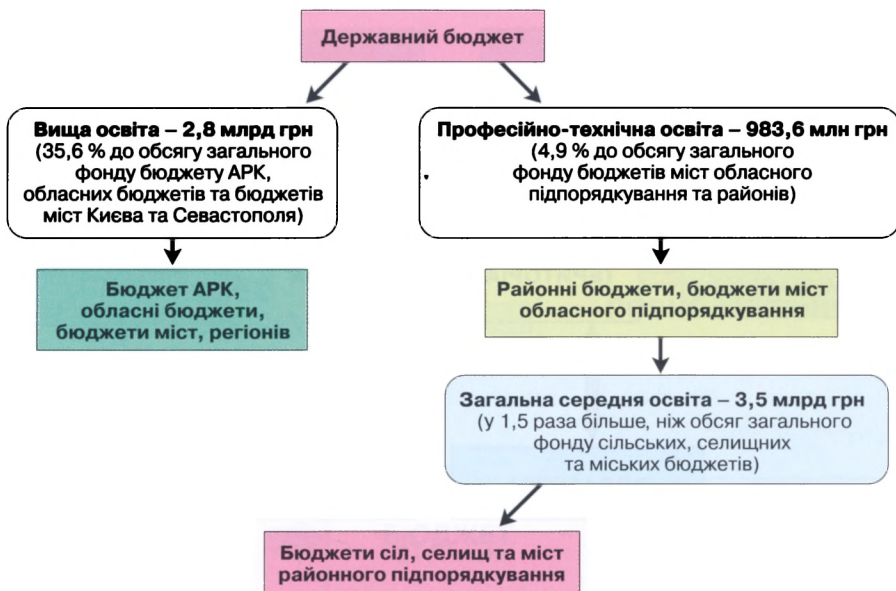 Державний бюджет
Вища освіта – 2,8 млрд грн
(35,6 % до обсягу загального
фонду бюджету АРК,
обласних бюджетів та бюджетів
міст Києва та Севастополя)
Професійно-технічна освіта – 983,6 млн грн
(4,9 % до обсягу загального
фонду бюджетів міст обласного
підпорядкування та районів)
Бюджет АРК,
обласні бюджети,
бюджети міст, регіонів
Районні бюджети, бюджети міст
обласного підпорядкування
Загальна середня освіта – 3,5 млрд грн
(у 1,5 раза більше, ніж обсяг загального
фонду сільських, селищних
та міських бюджетів)
Бюджети сіл, селищ та міст
районного підпорядкування